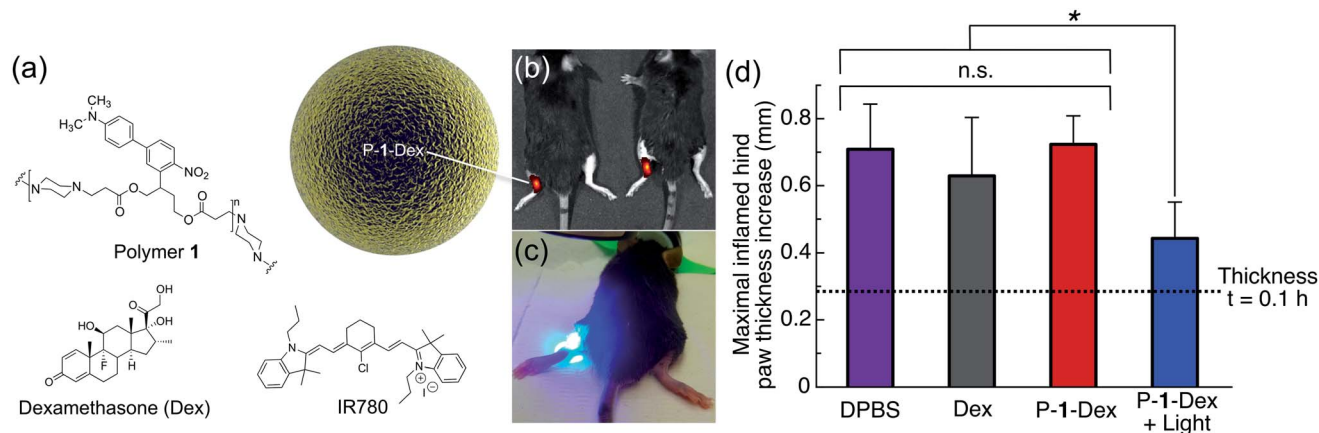 (a)
H₃C
N
CH₃
NO₂
N
N
O
O
O
O
n
N
N
Polymer 1
P-1-Dex
OH
O
HO
OH
CH₃
F
H
H
O
Dexamethasone (Dex)
N
Cl
N
+
I⊖
IR780
(b)
(c)
(d)
*
n.s.
Maximal inflamed hind
paw thickness increase (mm)
0.8
0.6
0.4
0.2
0
Thickness
t = 0.1 h
DPBS
Dex
P-1-Dex
P-1-Dex
+ Light